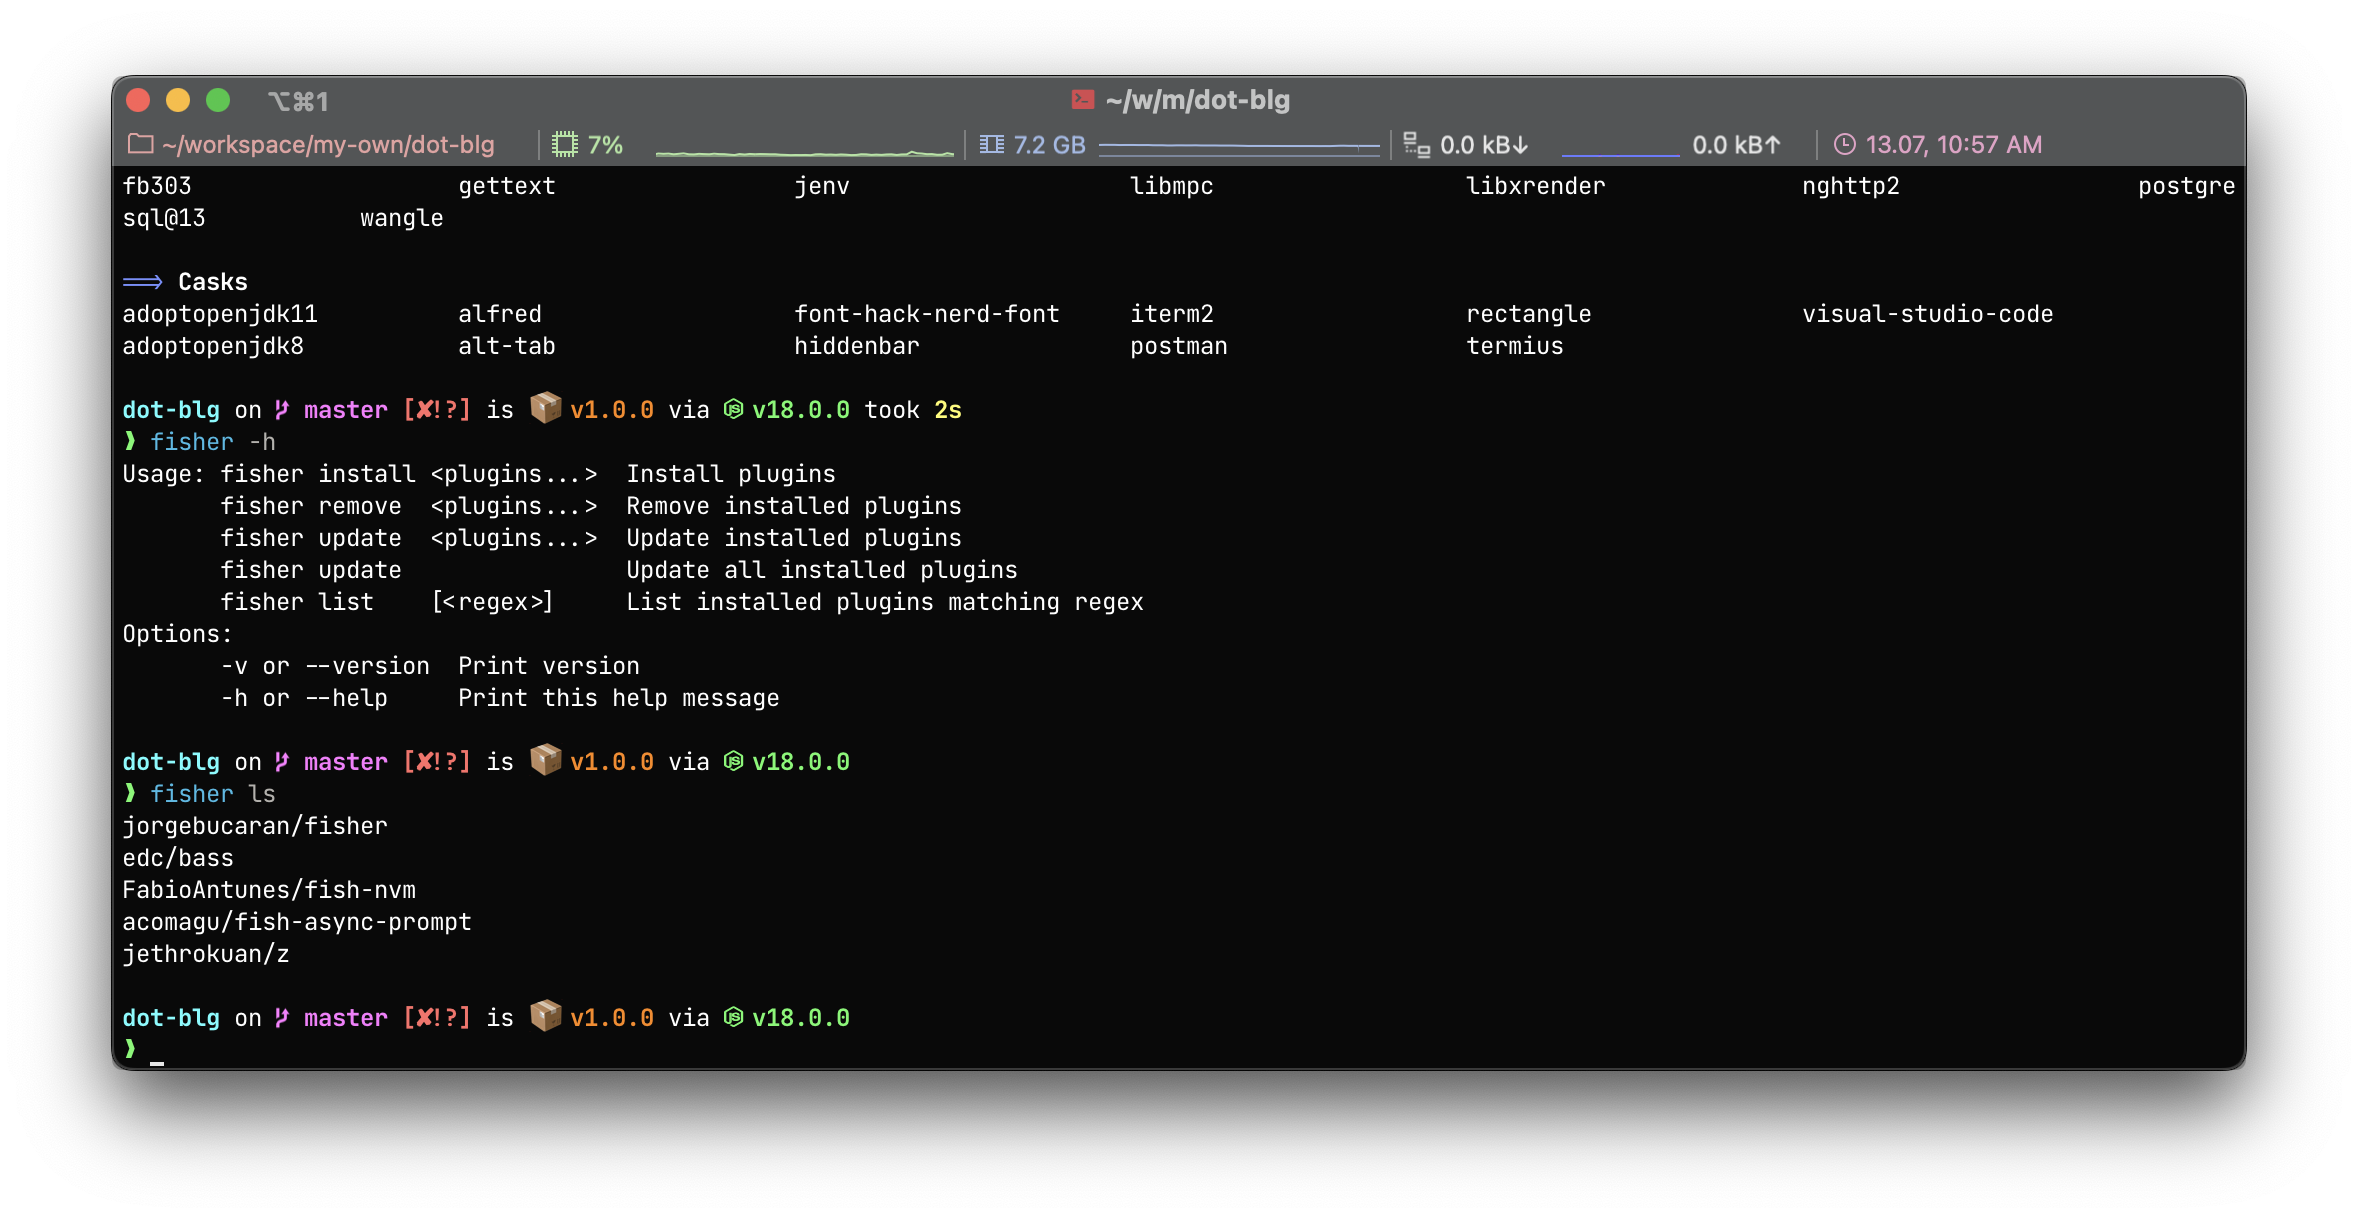 ⌥⌘1 ~/w/m/dot-blg
~/workspace/my-own/dot-blg 7% 7.2 GB 0.0 kB↓ 0.0 kB↑ 13.07, 10:57 AM
fb303 gettext jenv libmpc libxrender nghttp2 postgre
sql@13 wangle
==> Casks
adoptopenjdk11 alfred font-hack-nerd-font iterm2 rectangle visual-studio-code
adoptopenjdk8 alt-tab hiddenbar postman termius
dot-blg on master [✘!?] is 📦 v1.0.0 via v18.0.0 took 2s
❱ fisher -h
Usage: fisher install <plugins...> Install plugins
fisher remove <plugins...> Remove installed plugins
fisher update <plugins...> Update installed plugins
fisher update Update all installed plugins
fisher list [<regex>] List installed plugins matching regex
Options:
-v or --version Print version
-h or --help Print this help message
dot-blg on master [✘!?] is 📦 v1.0.0 via v18.0.0
❱ fisher ls
jorgebucaran/fisher
edc/bass
FabioAntunes/fish-nvm
acomagu/fish-async-prompt
jethrokuan/z
dot-blg on master [✘!?] is 📦 v1.0.0 via v18.0.0
❱ _